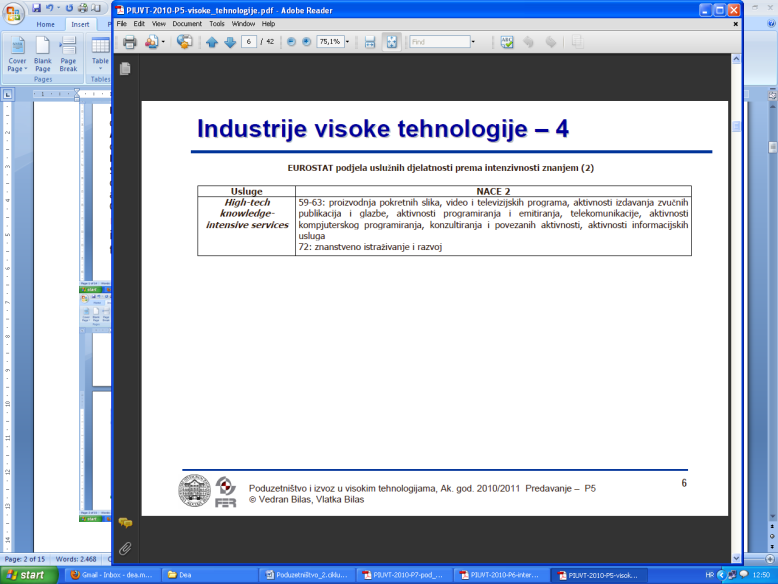 PIUVT-2010-P5-visoke_tehnologije.pdf - Adobe Reader
Home
Insert
File Edit View Document Tools Window Help
6 / 42
75,1%
Find
Cover Page
Blank Page
Page Break
Table
Pages
Tables
Industrije visoke tehnologije – 4
EUROSTAT podjela uslužnih djelatnosti prema intenzivnosti znanjem (2)
Usluge
NACE 2
High-tech
knowledge-
intensive services
59-63: proizvodnja pokretnih slika, video i televizijskih programa, aktivnosti izdavanja zvučnih
publikacija i glazbe, aktivnosti programiranja i emitiranja, telekomunikacije, aktivnosti
kompjuterskog programiranja, konzultiranja i povezanih aktivnosti, aktivnosti informacijskih
usluga
72: znanstveno istraživanje i razvoj
Poduzetništvo i izvoz u visokim tehnologijama, Ak. god. 2010/2011 Predavanje – P5
© Vedran Bilas, Vlatka Bilas
6
FER
Page: 2 of 15
Words: 2.468
start
Gmail - Inbox - dea.m...
Dea
Poduzetništvo_2.ciklu...
PIUVT-2010-P7-pod_...
PIUVT-2010-P6-inter...
PIUVT-2010-P5-visok...
HR
12:50